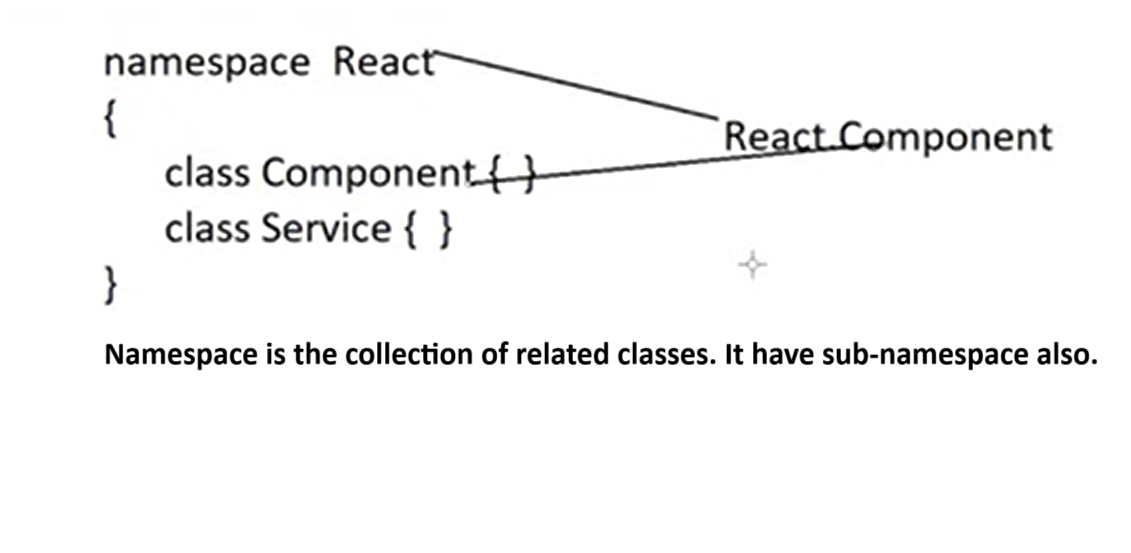 namespace React
{
React.Component
class Component { }
class Service { }
}
Namespace is the collection of related classes. It have sub-namespace also.